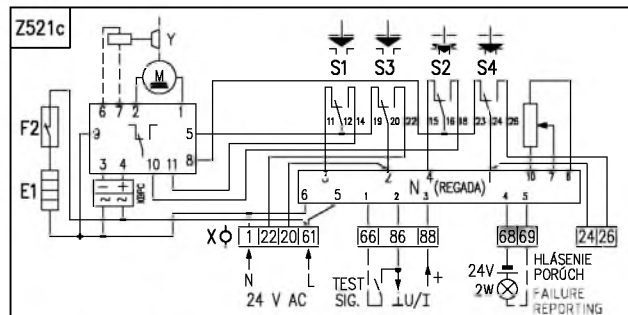 Z521c
Y
M
S1 S3 S2 S4
6 7 2 1
F2
9 5
11 12 14 19 20 22 15 16 18 23 24 26
3 4 10 11 8
E1
- +
~ ~
KBPC
3 2 4 1 10 7 8
N (REGADA)
6 5 1 2 3 4 5
X 1 22 20 61 66 86 88 68 69 24 26
N L
24 V AC
TEST
SIG.
⊥U/I
+
24V
2W
HLÁSENIE
PORÚCH
FAILURE
REPORTING